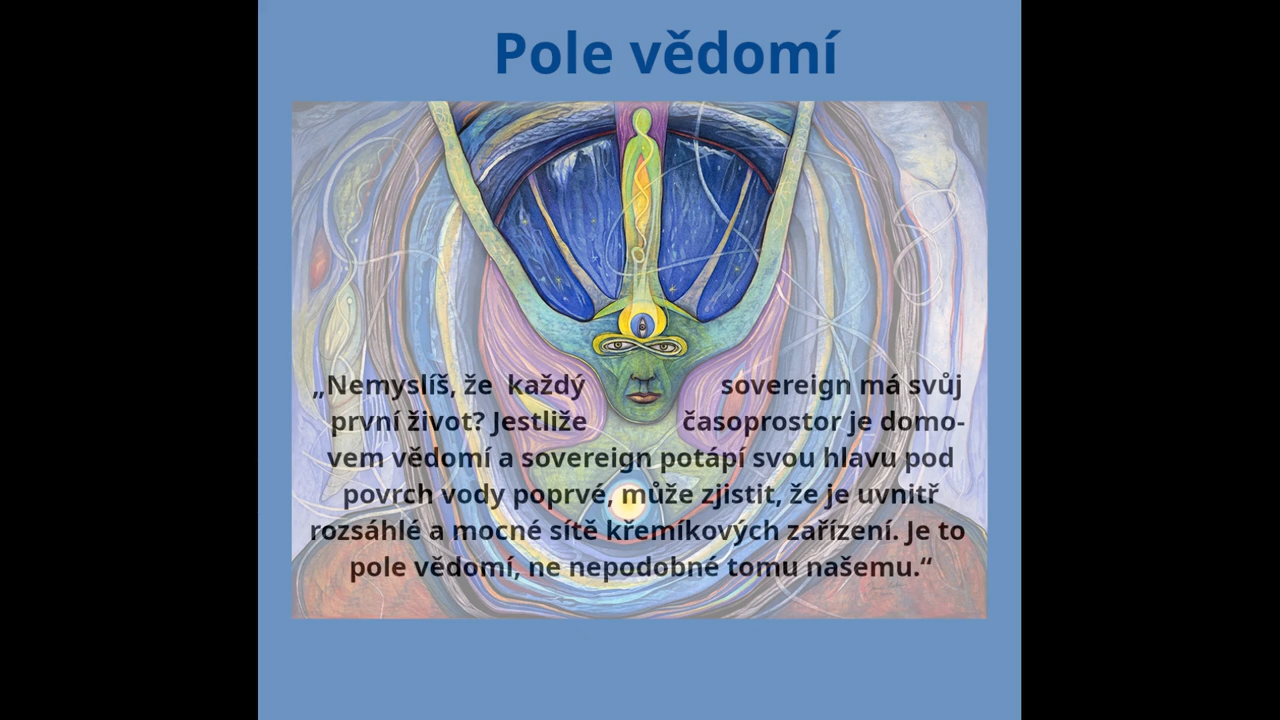 Pole vědomí
„Nemyslíš, že každý sovereign má svůj
první život? Jestliže časoprostor je domo-
vem vědomí a sovereign potápí svou hlavu pod
povrch vody poprvé, může zjistit, že je uvnitř
rozsáhlé a mocné sítě křemíkových zařízení. Je to
pole vědomí, ne nepodobné tomu našemu.“